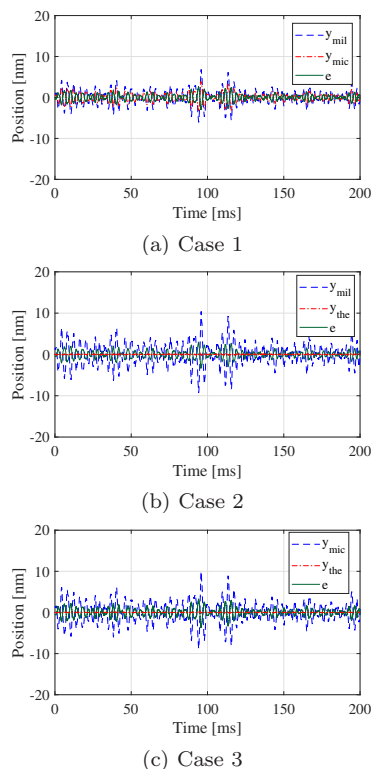 20
10
0
-10
-20
Position [nm]
y_mil
y_mic
e
0 50 100 150 200
Time [ms]
(a) Case 1
20
10
0
-10
-20
Position [nm]
y_mil
y_the
e
0 50 100 150 200
Time [ms]
(b) Case 2
20
10
0
-10
-20
Position [nm]
y_mic
y_the
e
0 50 100 150 200
Time [ms]
(c) Case 3